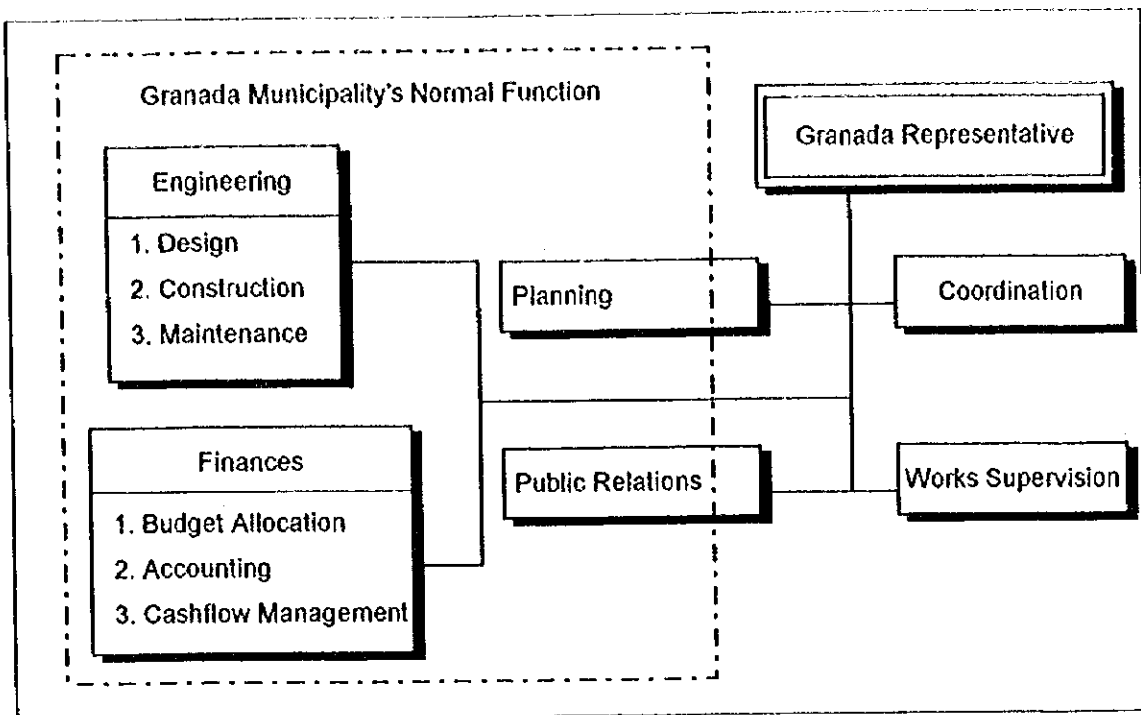 Granada Municipality's Normal Function
Engineering
1. Design
2. Construction
3. Maintenance
Finances
1. Budget Allocation
2. Accounting
3. Cashflow Management
Planning
Public Relations
Granada Representative
Coordination
Works Supervision